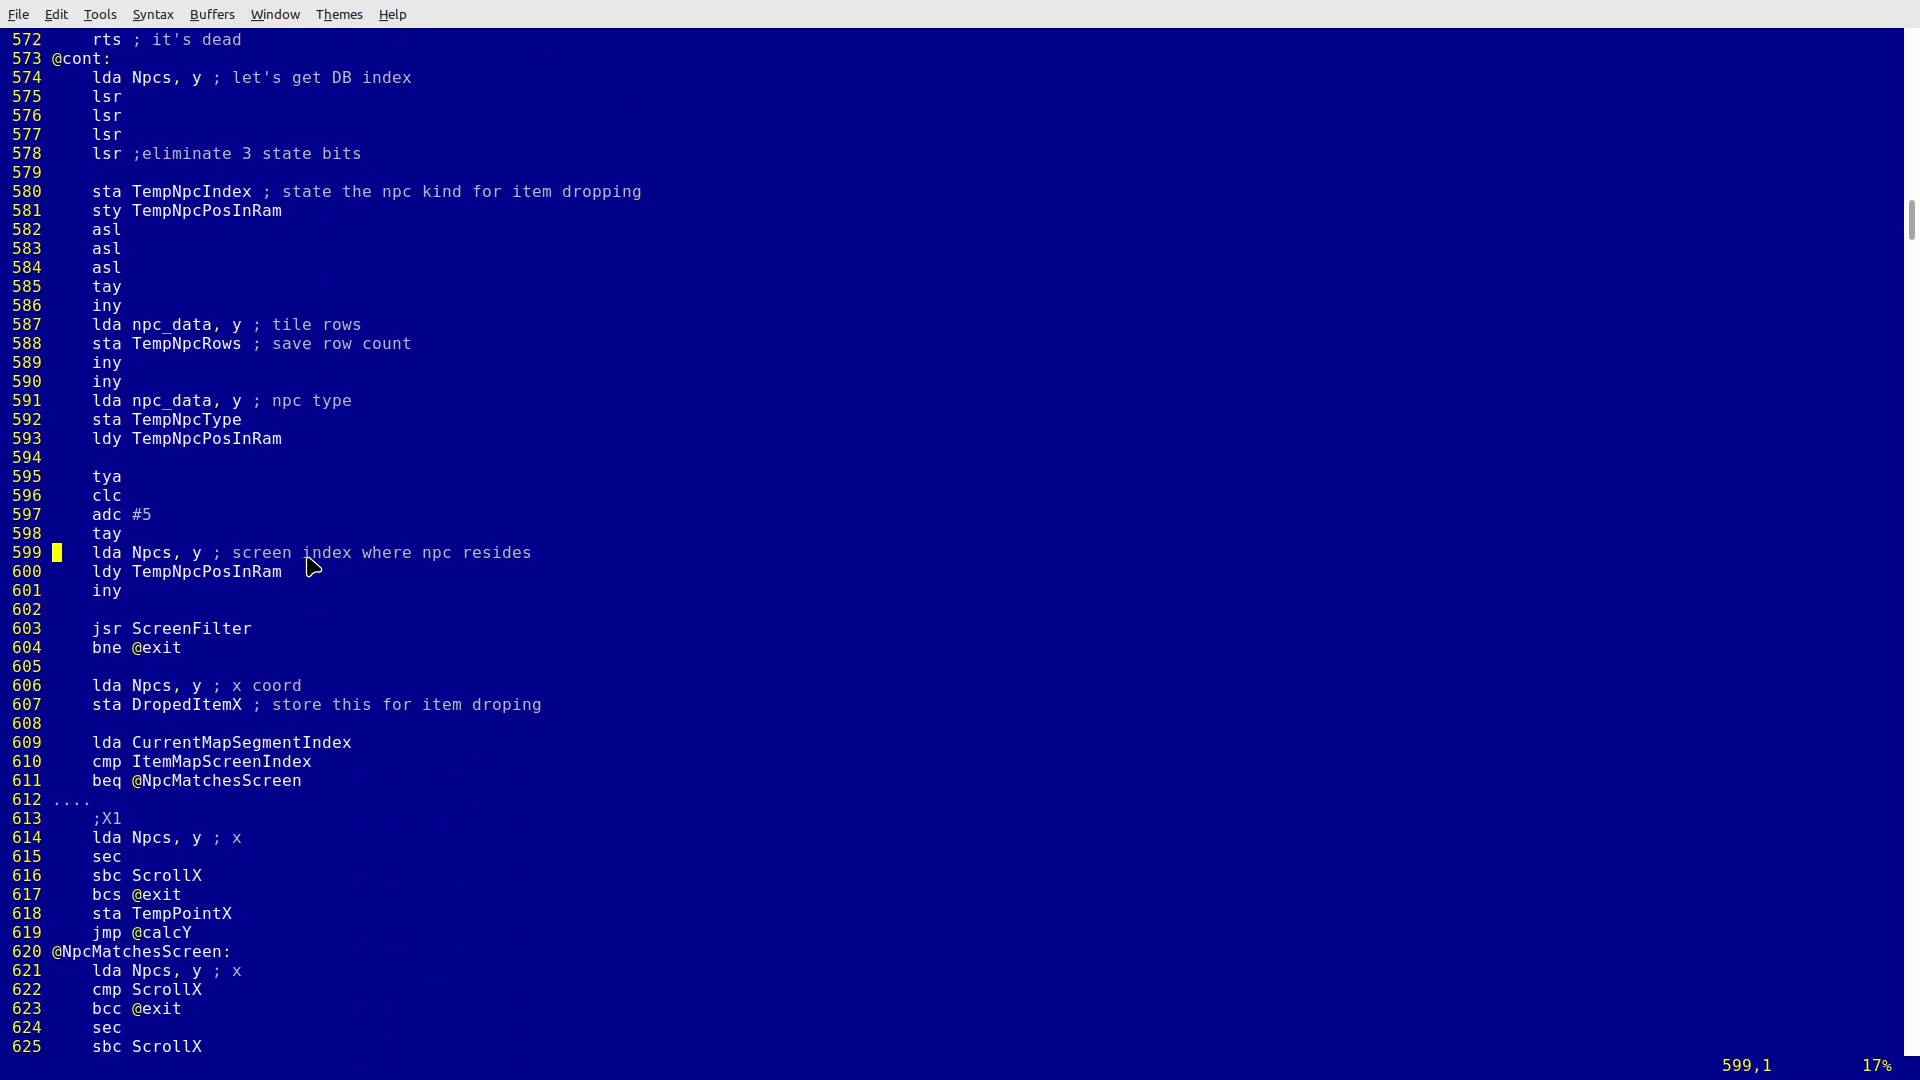 File Edit Tools Syntax Buffers Window Themes Help
572     rts ; it's dead
573 @cont:
574     lda Npcs, y ; let's get DB index
575     lsr
576     lsr
577     lsr
578     lsr ;eliminate 3 state bits
579
580     sta TempNpcIndex ; state the npc kind for item dropping
581     sty TempNpcPosInRam
582     asl
583     asl
584     asl
585     tay
586     iny
587     lda npc_data, y ; tile rows
588     sta TempNpcRows ; save row count
589     iny
590     iny
591     lda npc_data, y ; npc type
592     sta TempNpcType
593     ldy TempNpcPosInRam
594
595     tya
596     clc
597     adc #5
598     tay
599     lda Npcs, y ; screen index where npc resides
600     ldy TempNpcPosInRam
601     iny
602
603     jsr ScreenFilter
604     bne @exit
605
606     lda Npcs, y ; x coord
607     sta DropedItemX ; store this for item droping
608
609     lda CurrentMapSegmentIndex
610     cmp ItemMapScreenIndex
611     beq @NpcMatchesScreen
612 ....
613     ;X1
614     lda Npcs, y ; x
615     sec
616     sbc ScrollX
617     bcs @exit
618     sta TempPointX
619     jmp @calcY
620 @NpcMatchesScreen:
621     lda Npcs, y ; x
622     cmp ScrollX
623     bcc @exit
624     sec
625     sbc ScrollX
599,1 17%